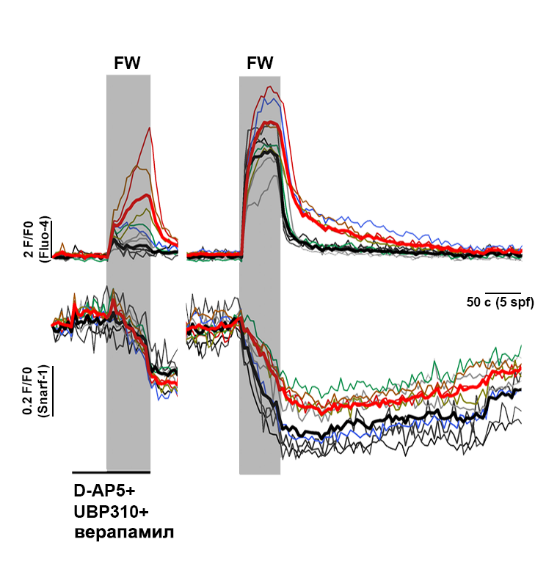 FW
FW
2 F/F0
(Fluo-4)
50 с (5 spf)
0.2 F/F0
(Snarf-1)
D-AP5+
UBP310+
верапамил